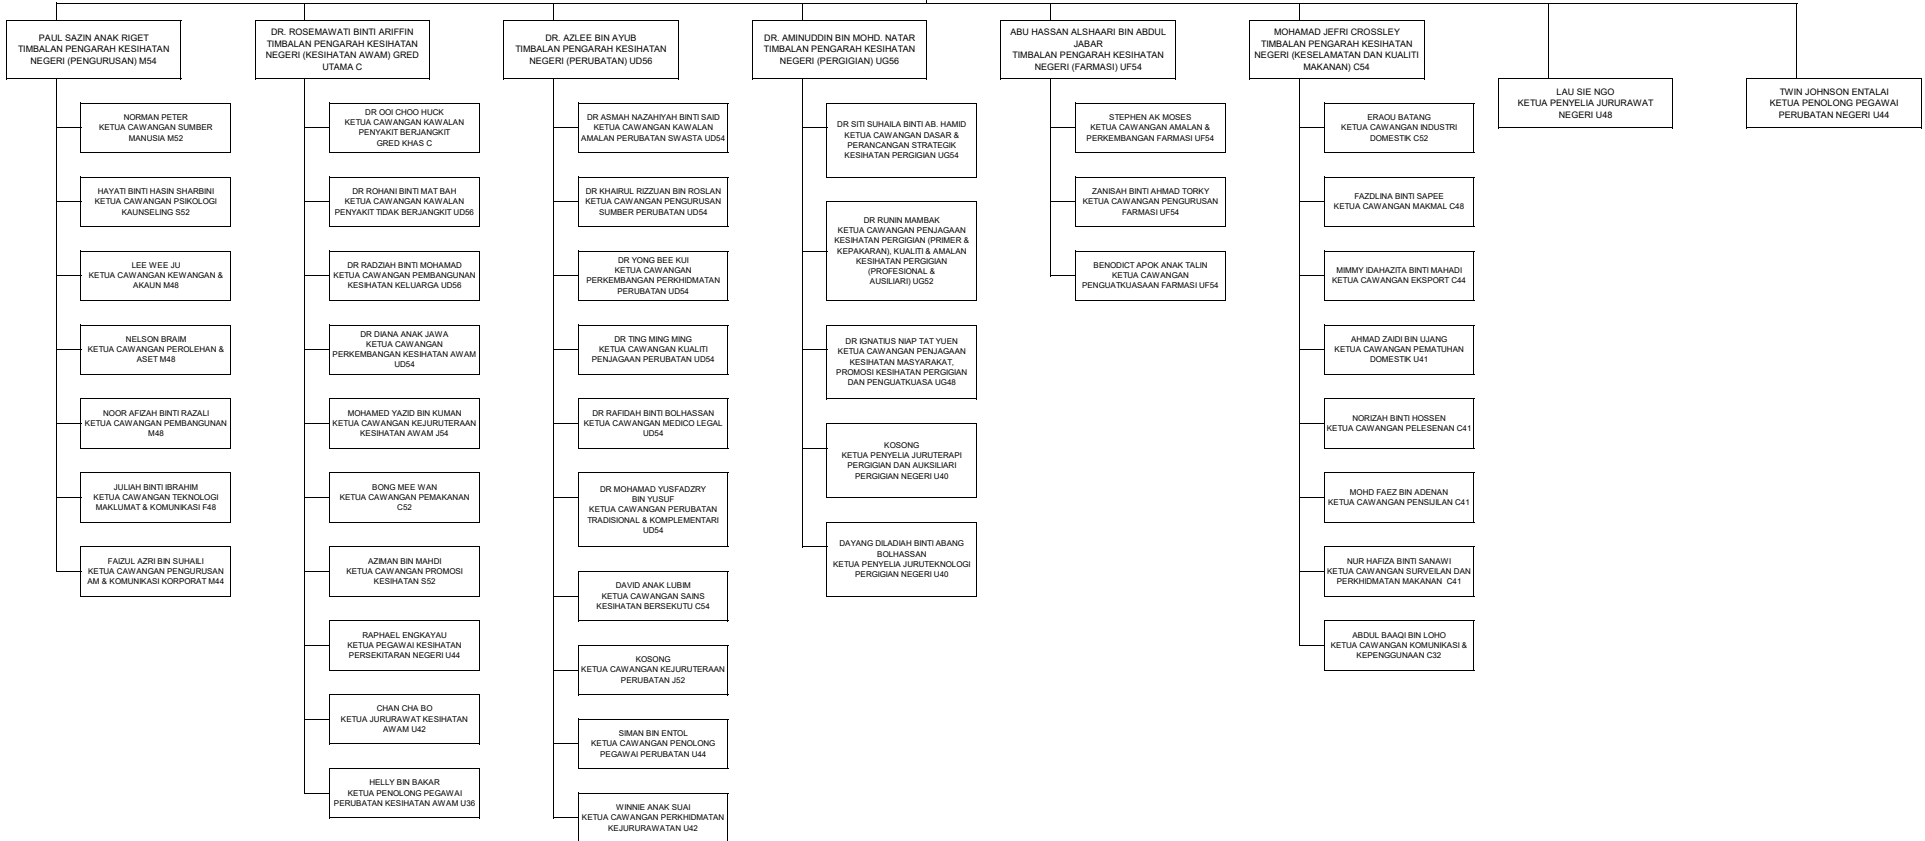 PAUL SAZIN ANAK RIGET
TIMBALAN PENGARAH KESIHATAN
NEGERI (PENGURUSAN) M54
NORMAN PETER
KETUA CAWANGAN SUMBER
MANUSIA M52
HAYATI BINTI HASIN SHARBINI
KETUA CAWANGAN PSIKOLOGI
KAUNSELING S52
LEE WEE JU
KETUA CAWANGAN KEWANGAN &
AKAUN M48
NELSON BRAIM
KETUA CAWANGAN PEROLEHAN &
ASET M48
NOOR AFIZAH BINTI RAZALI
KETUA CAWANGAN PEMBANGUNAN
M48
JULIAH BINTI IBRAHIM
KETUA CAWANGAN TEKNOLOGI
MAKLUMAT & KOMUNIKASI F48
FAIZUL AZRI BIN SUHAILI
KETUA CAWANGAN PENGURUSAN
AM & KOMUNIKASI KORPORAT M44
DR. ROSEMAWATI BINTI ARIFFIN
TIMBALAN PENGARAH KESIHATAN
NEGERI (KESIHATAN AWAM) GRED
UTAMA C
DR OOI CHOO HUCK
KETUA CAWANGAN KAWALAN
PENYAKIT BERJANGKIT
GRED KHAS C
DR ROHANI BINTI MAT BAH
KETUA CAWANGAN KAWALAN
PENYAKIT TIDAK BERJANGKIT UD56
DR RADZIAH BINTI MOHAMAD
KETUA CAWANGAN PEMBANGUNAN
KESIHATAN KELUARGA UD56
DR DIANA ANAK JAWA
KETUA CAWANGAN
PERKEMBANGAN KESIHATAN AWAM
UD54
MOHAMED YAZID BIN KUMAN
KETUA CAWANGAN KEJURUTERAAN
KESIHATAN AWAM J54
BONG MEE WAN
KETUA CAWANGAN PEMAKANAN
C52
AZIMAN BIN MAHDI
KETUA CAWANGAN PROMOSI
KESIHATAN S52
RAPHAEL ENGKAYAU
KETUA PEGAWAI KESIHATAN
PERSEKITARAN NEGERI U44
CHAN CHA BO
KETUA JURURAWAT KESIHATAN
AWAM U42
HELLY BIN BAKAR
KETUA PENOLONG PEGAWAI
PERUBATAN KESIHATAN AWAM U36
DR. AZLEE BIN AYUB
TIMBALAN PENGARAH KESIHATAN
NEGERI (PERUBATAN) UD56
DR ASMAH NAZAHIYAH BINTI SAID
KETUA CAWANGAN KAWALAN
AMALAN PERUBATAN SWASTA UD54
DR KHAIRUL RIZZUAN BIN ROSLAN
KETUA CAWANGAN PENGURUSAN
SUMBER PERUBATAN UD54
DR YONG BEE KUI
KETUA CAWANGAN
PERKEMBANGAN PERKHIDMATAN
PERUBATAN UD54
DR TING MING MING
KETUA CAWANGAN KUALITI
PENJAGAAN PERUBATAN UD54
DR RAFIDAH BINTI BOLHASSAN
KETUA CAWANGAN MEDICO LEGAL
UD54
DR MOHAMAD YUSFADZRY
BIN YUSUF
KETUA CAWANGAN PERUBATAN
TRADISIONAL & KOMPLEMENTARI
UD54
DAVID ANAK LUBIM
KETUA CAWANGAN SAINS
KESIHATAN BERSEKUTU C54
KOSONG
KETUA CAWANGAN KEJURUTERAAN
PERUBATAN J52
SIMAN BIN ENTOL
KETUA CAWANGAN PENOLONG
PEGAWAI PERUBATAN U44
WINNIE ANAK SUAI
KETUA CAWANGAN PERKHIDMATAN
KEJURURAWATAN U42
DR. AMINUDDIN BIN MOHD. NATAR
TIMBALAN PENGARAH KESIHATAN
NEGERI (PERGIGIAN) UG56
DR SITI SUHAILA BINTI AB. HAMID
KETUA CAWANGAN DASAR &
PERANCANGAN STRATEGIK
KESIHATAN PERGIGIAN UG54
DR RUNIN MAMBAK
KETUA CAWANGAN PENJAGAAN
KESIHATAN PERGIGIAN (PRIMER &
KEPAKARAN), KUALITI & AMALAN
KESIHATAN PERGIGIAN
(PROFESIONAL &
AUSILIARI) UG52
DR IGNATIUS NIAP TAT YUEN
KETUA CAWANGAN PENJAGAAN
KESIHATAN MASYARAKAT,
PROMOSI KESIHATAN PERGIGIAN
DAN PENGUATKUASA UG48
KOSONG
KETUA PENYELIA JURUTERAPI
PERGIGIAN DAN AUKSILIARI
PERGIGIAN NEGERI U40
DAYANG DILADIAH BINTI ABANG
BOLHASSAN
KETUA PENYELIA JURUTEKNOLOGI
PERGIGIAN NEGERI U40
ABU HASSAN ALSHAARI BIN ABDUL
JABAR
TIMBALAN PENGARAH KESIHATAN
NEGERI (FARMASI) UF54
STEPHEN AK MOSES
KETUA CAWANGAN AMALAN &
PERKEMBANGAN FARMASI UF54
ZANISAH BINTI AHMAD TORKY
KETUA CAWANGAN PENGURUSAN
FARMASI UF54
BENODICT APOK ANAK TALIN
KETUA CAWANGAN
PENGUATKUASAAN FARMASI UF54
MOHAMAD JEFRI CROSSLEY
TIMBALAN PENGARAH KESIHATAN
NEGERI (KESELAMATAN DAN KUALITI
MAKANAN) C54
ERAOU BATANG
KETUA CAWANGAN INDUSTRI
DOMESTIK C52
FAZDLINA BINTI SAPEE
KETUA CAWANGAN MAKMAL C48
MIMMY IDAHAZITA BINTI MAHADI
KETUA CAWANGAN EKSPORT C44
AHMAD ZAIDI BIN UJANG
KETUA CAWANGAN PEMATUHAN
DOMESTIK U41
NORIZAH BINTI HOSSEN
KETUA CAWANGAN PELESENAN C41
MOHD FAEZ BIN ADENAN
KETUA CAWANGAN PENSIJILAN C41
NUR HAFIZA BINTI SANAWI
KETUA CAWANGAN SURVEILAN DAN
PERKHIDMATAN MAKANAN C41
ABDUL BAAQI BIN LOHO
KETUA CAWANGAN KOMUNIKASI &
KEPENGGUNAAN C32
LAU SIE NGO
KETUA PENYELIA JURURAWAT
NEGERI U48
TWIN JOHNSON ENTALAI
KETUA PENOLONG PEGAWAI
PERUBATAN NEGERI U44